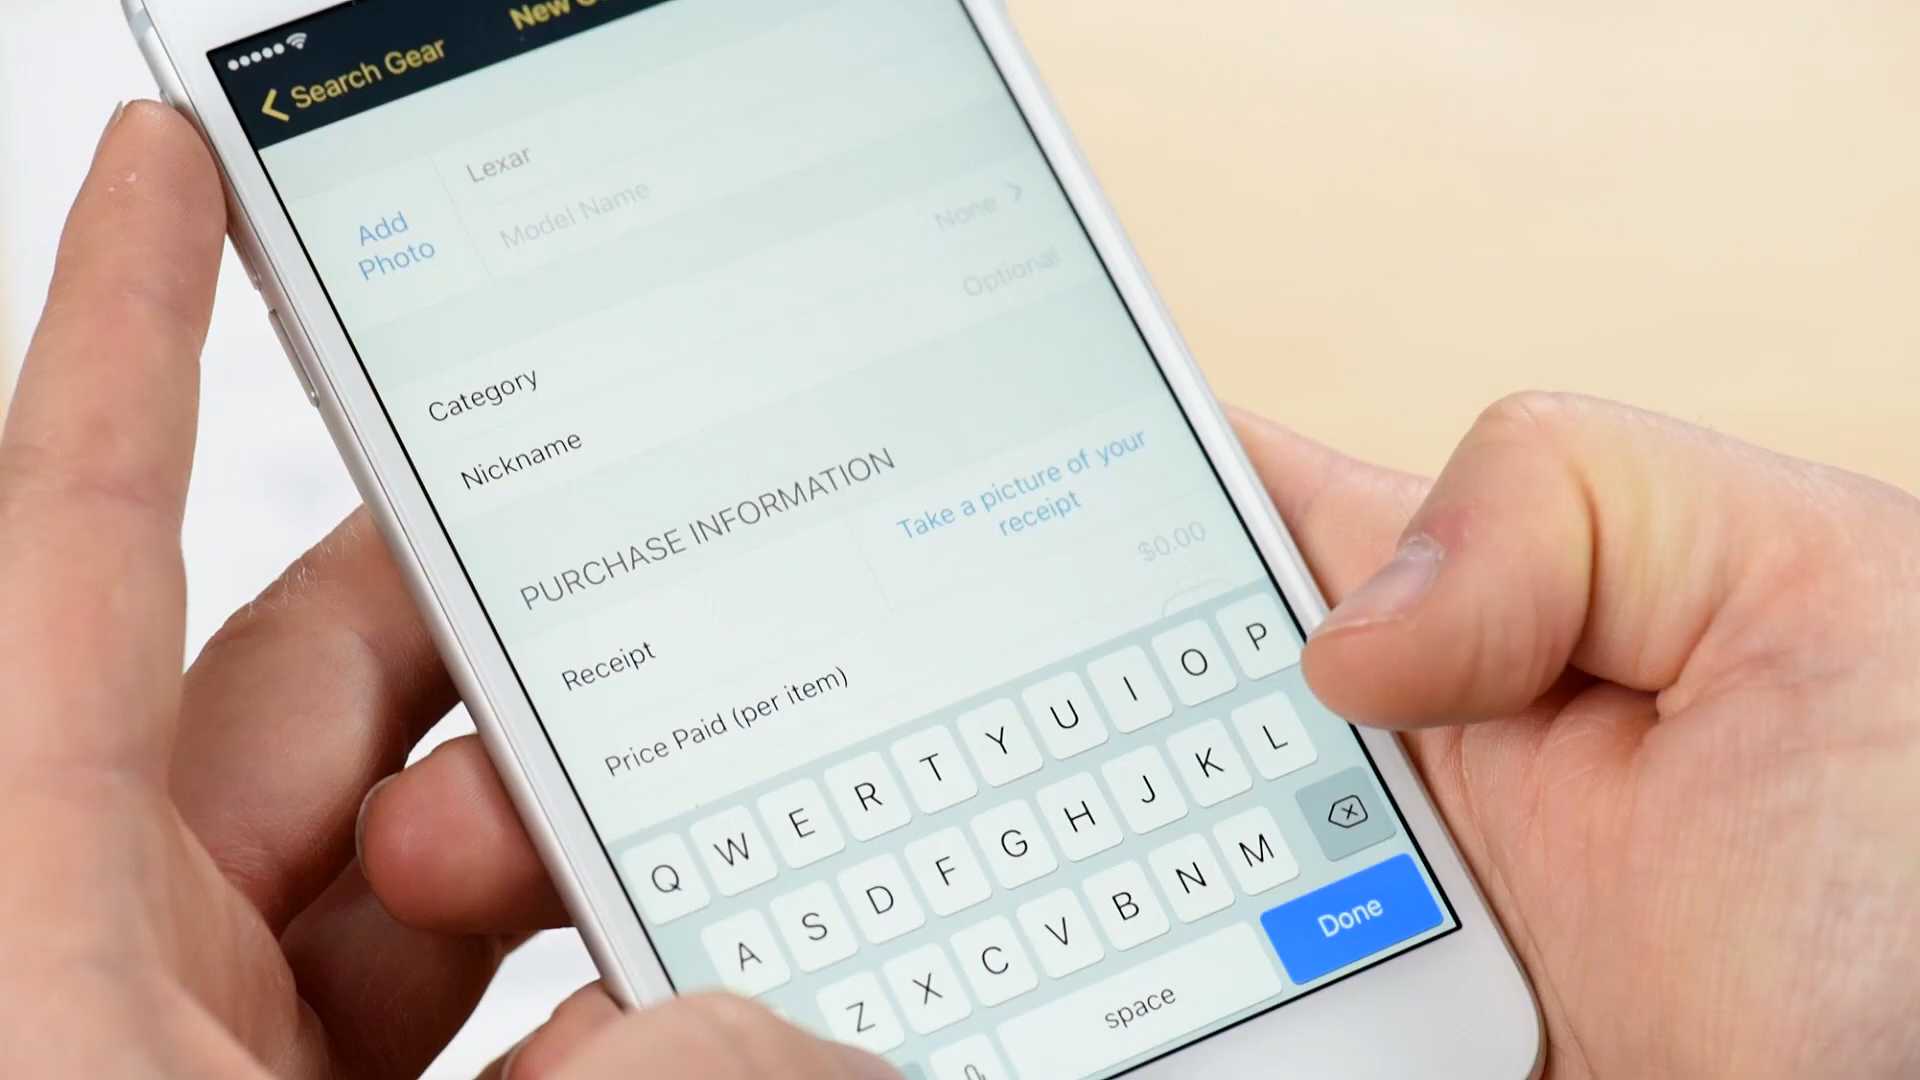 New
Search Gear
Lexar
Add
Photo
Model Name
Category
None
Nickname
Optional
PURCHASE INFORMATION
Receipt
Take a picture of your
receipt
Price Paid (per item)
$0.00
Q W E R T Y U I O P
A S D F G H J K L
Z X C V B N M
space
Done